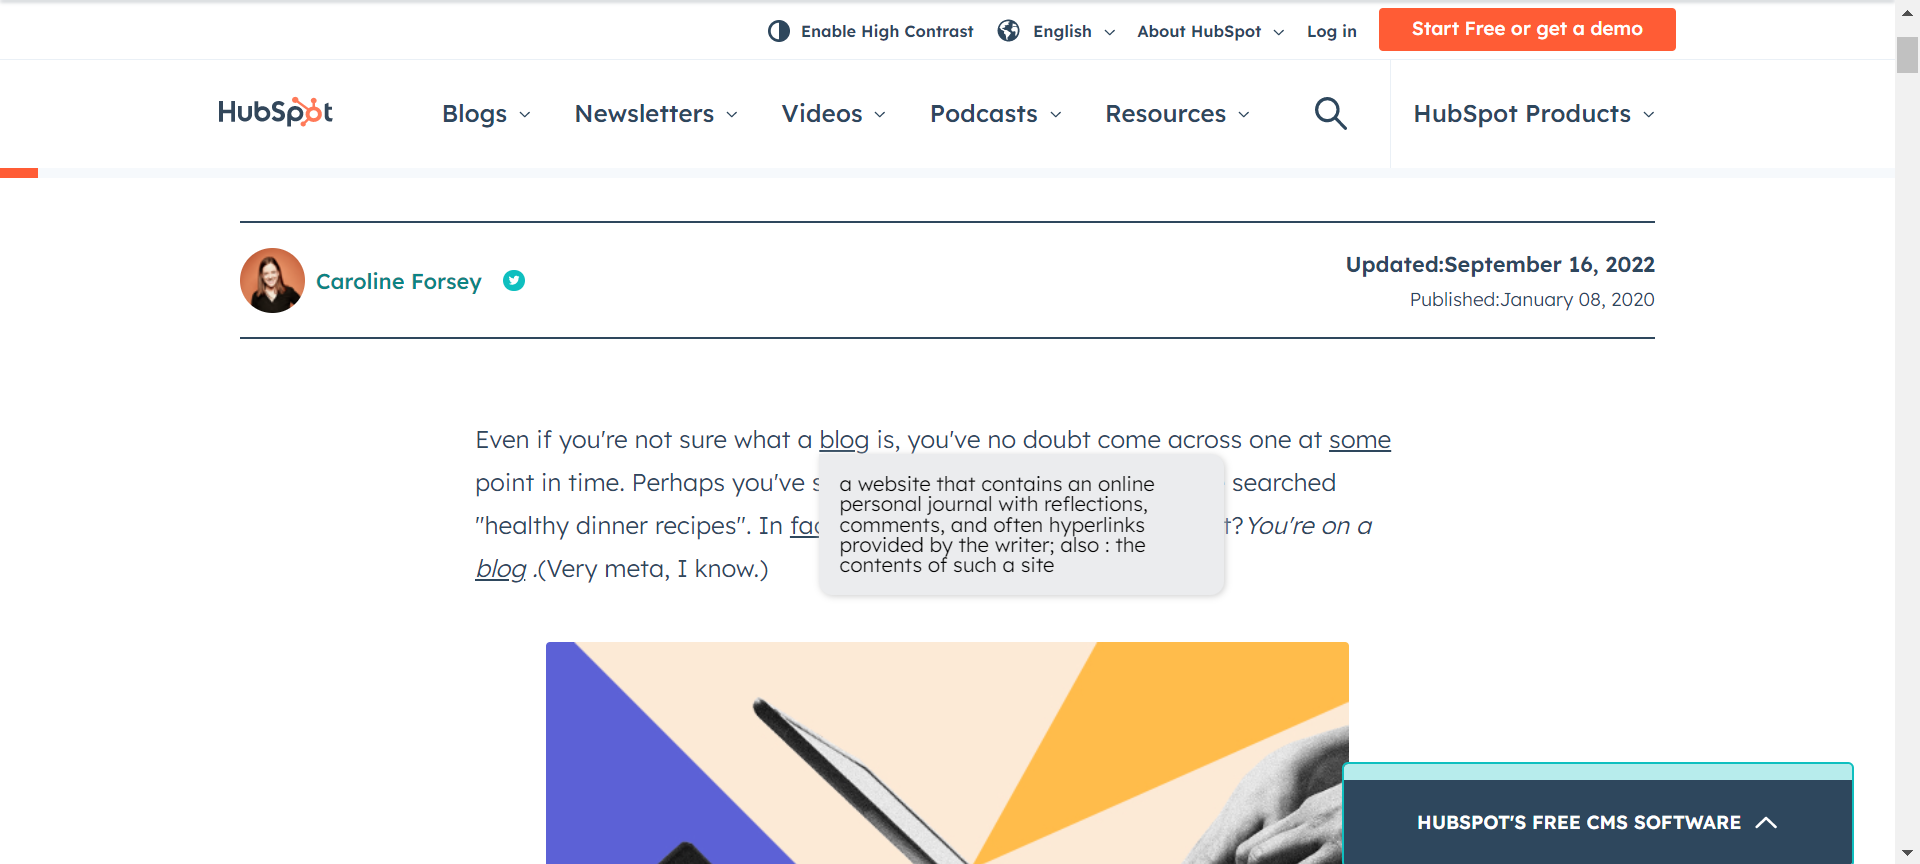 Enable High Contrast English About HubSpot Log in Start Free or get a demo
HubSpot Blogs Newsletters Videos Podcasts Resources HubSpot Products
Caroline Forsey
Updated:September 16, 2022
Published:January 08, 2020
Even if you're not sure what a blog is, you've no doubt come across one at some
point in time. Perhaps you've s searched
"healthy dinner recipes". In fac t? You're on a
blog .(Very meta, I know.)
a website that contains an online
personal journal with reflections,
comments, and often hyperlinks
provided by the writer; also : the
contents of such a site
HUBSPOT'S FREE CMS SOFTWARE